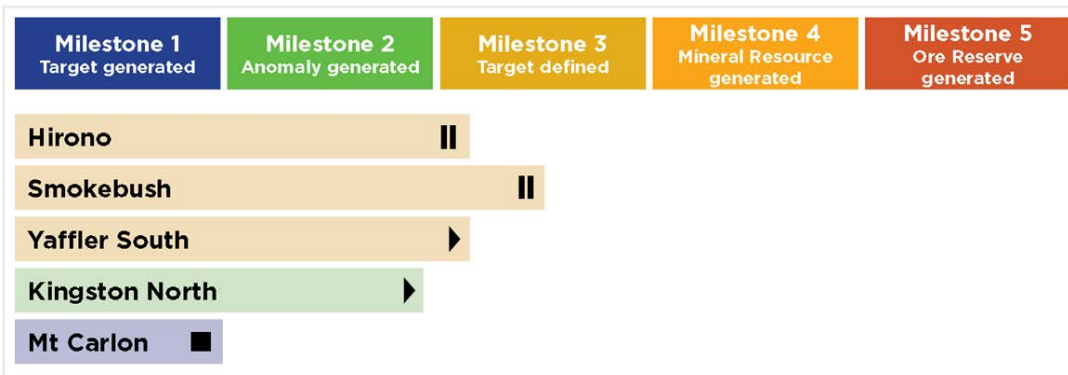 Milestone 1
Target generated
Milestone 2
Anomaly generated
Milestone 3
Target defined
Milestone 4
Mineral Resource
generated
Milestone 5
Ore Reserve
generated
Hirono
Smokebush
Yaffler South
Kingston North
Mt Carlon